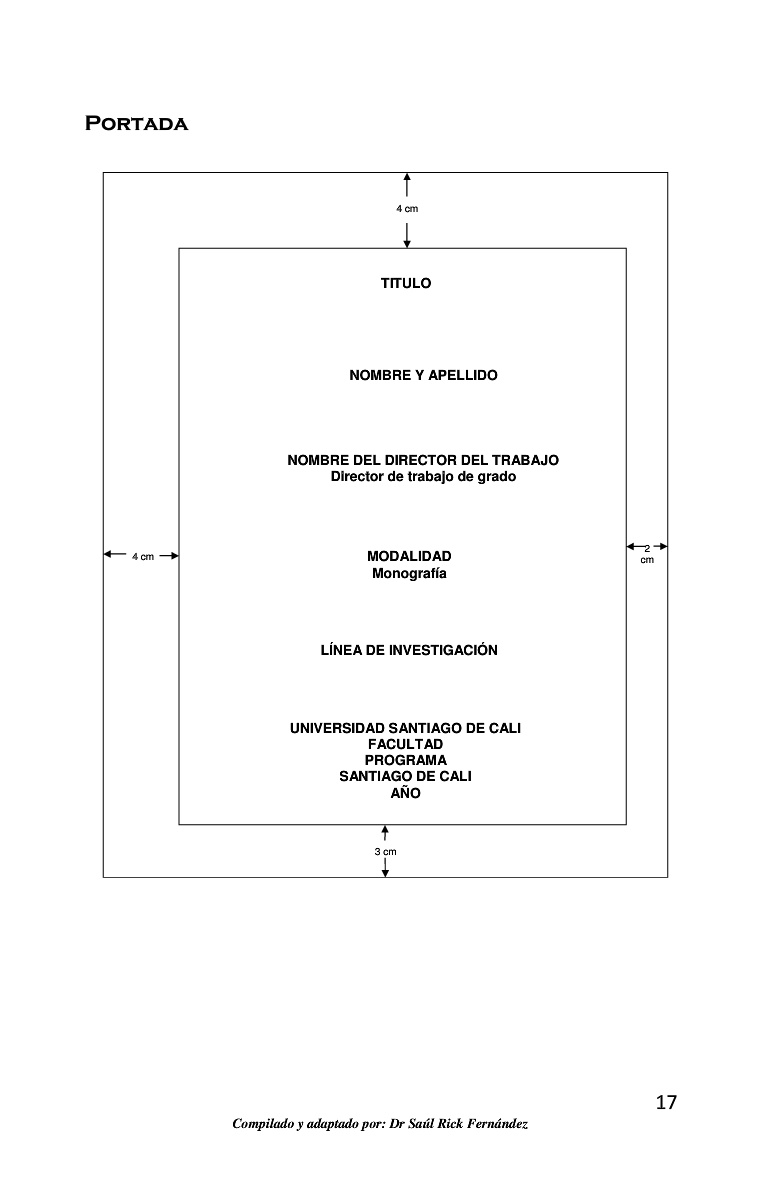 PORTADA
4 cm
TITULO
NOMBRE Y APELLIDO
NOMBRE DEL DIRECTOR DEL TRABAJO
Director de trabajo de grado
4 cm
2
cm
MODALIDAD
Monografía
LÍNEA DE INVESTIGACIÓN
UNIVERSIDAD SANTIAGO DE CALI
FACULTAD
PROGRAMA
SANTIAGO DE CALI
AÑO
3 cm
17
Compilado y adaptado por: Dr Saúl Rick Fernández